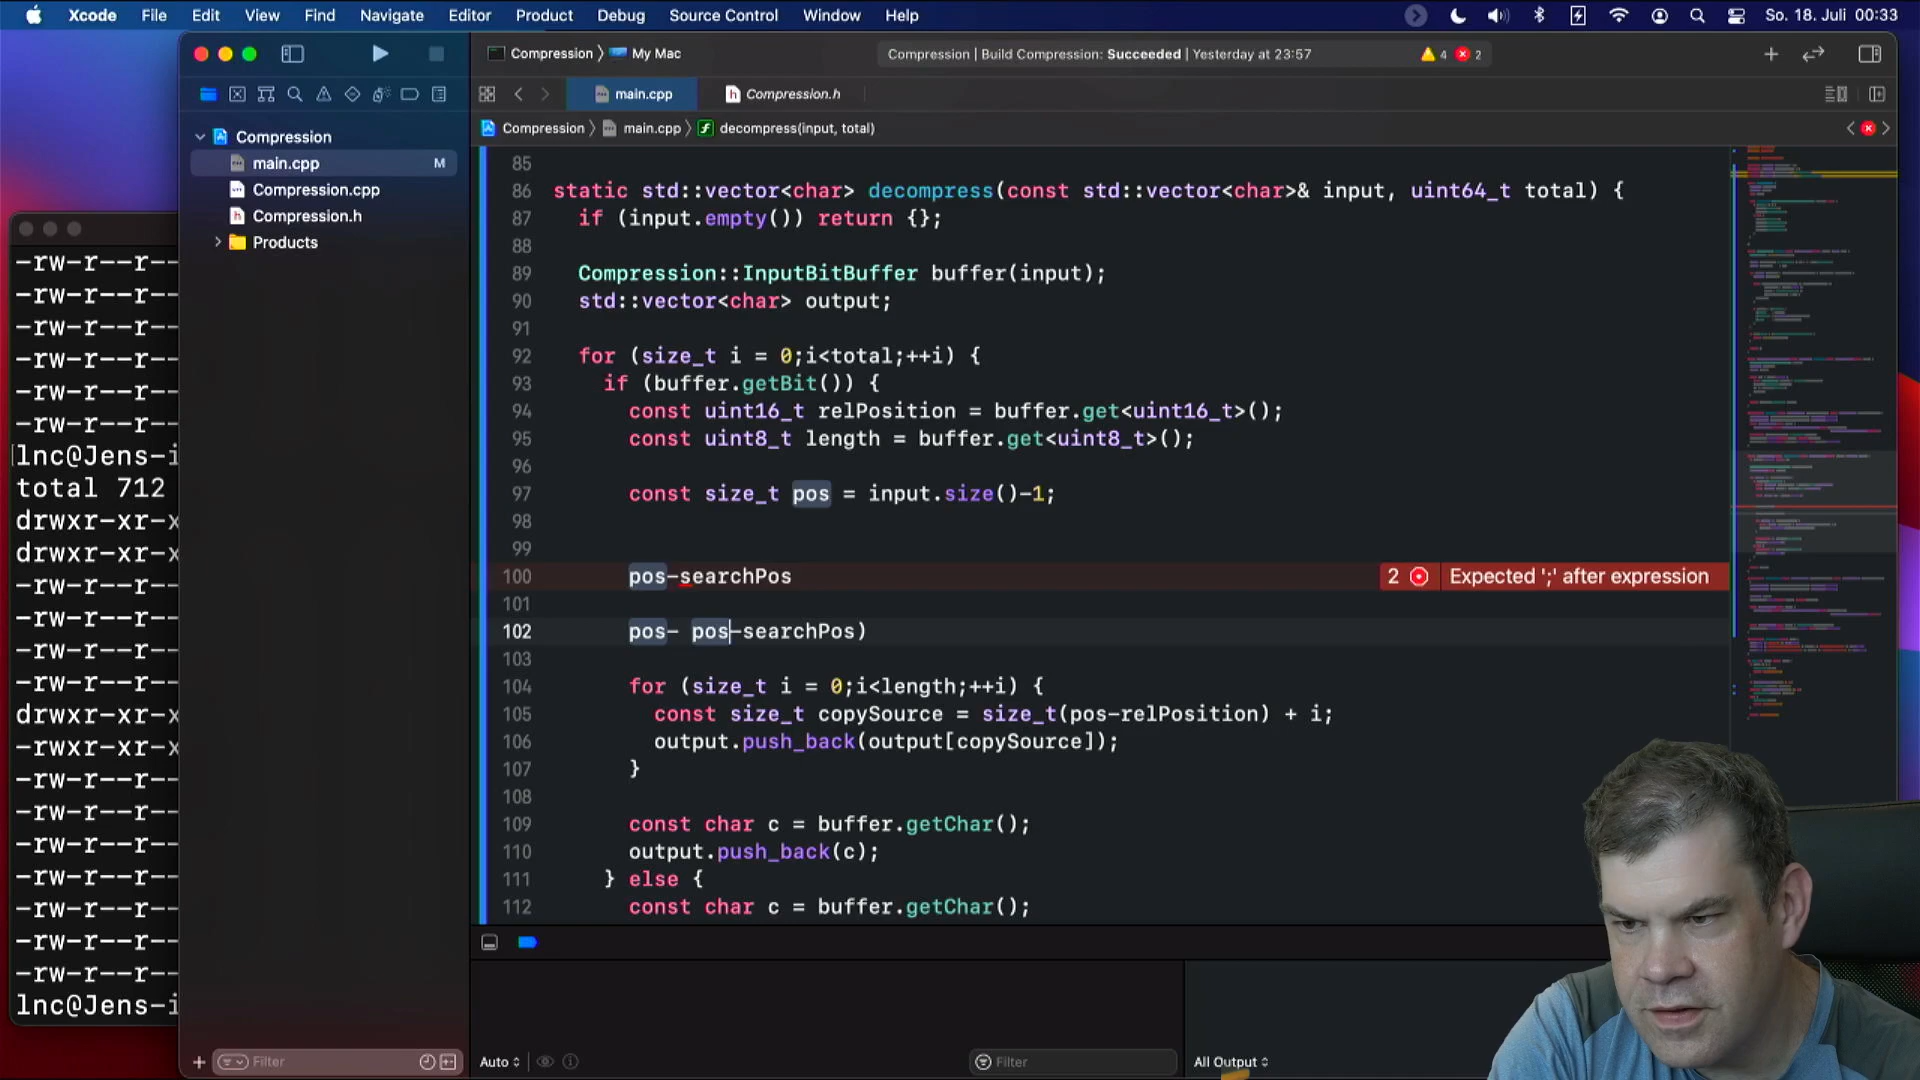 Xcode File Edit View Find Navigate Editor Product Debug Source Control Window Help So. 18. Juli 00:33
Compression My Mac Compression | Build Compression: Succeeded | Yesterday at 23:57 4 2
main.cpp Compression.h
Compression main.cpp decompress(input, total)
Compression
main.cpp M
Compression.cpp
Compression.h
Products
-rw-r--r--
-rw-r--r--
-rw-r--r--
-rw-r--r--
-rw-r--r--
-rw-r--r--
lnc@Jens-i
total 712
drwxr-xr-x
drwxr-xr-x
-rw-r--r--
-rw-r--r--
-rw-r--r--
-rw-r--r--
drwxr-xr-x
-rwxr-xr-x
-rw-r--r--
-rw-r--r--
-rw-r--r--
-rw-r--r--
-rw-r--r--
-rw-r--r--
-rw-r--r--
lnc@Jens-i
85
86 static std::vector<char> decompress(const std::vector<char>& input, uint64_t total) {
87 if (input.empty()) return {};
88
89 Compression::InputBitBuffer buffer(input);
90 std::vector<char> output;
91
92 for (size_t i = 0;i<total;++i) {
93 if (buffer.getBit()) {
94 const uint16_t relPosition = buffer.get<uint16_t>();
95 const uint8_t length = buffer.get<uint8_t>();
96
97 const size_t pos = input.size()-1;
98
99
100 pos-searchPos 2 Expected ';' after expression
101
102 pos- pos-searchPos)
103
104 for (size_t i = 0;i<length;++i) {
105 const size_t copySource = size_t(pos-relPosition) + i;
106 output.push_back(output[copySource]);
107 }
108
109 const char c = buffer.getChar();
110 output.push_back(c);
111 } else {
112 const char c = buffer.getChar();
Filter Auto Filter All Output